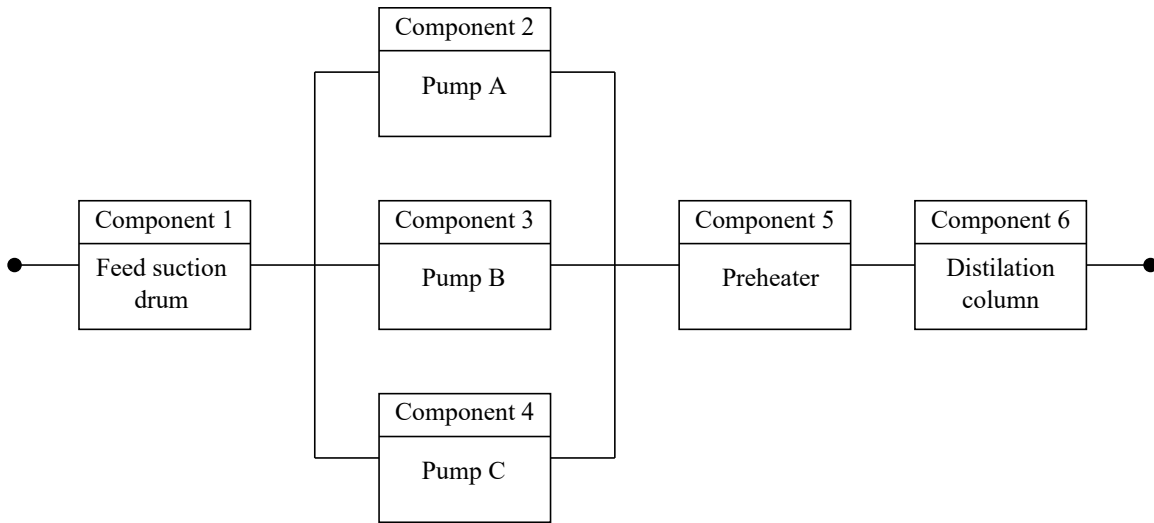 Component 2
Pump A
Component 1
Feed suction
drum
Component 3
Pump B
Component 5
Preheater
Component 6
Distilation
column
Component 4
Pump C